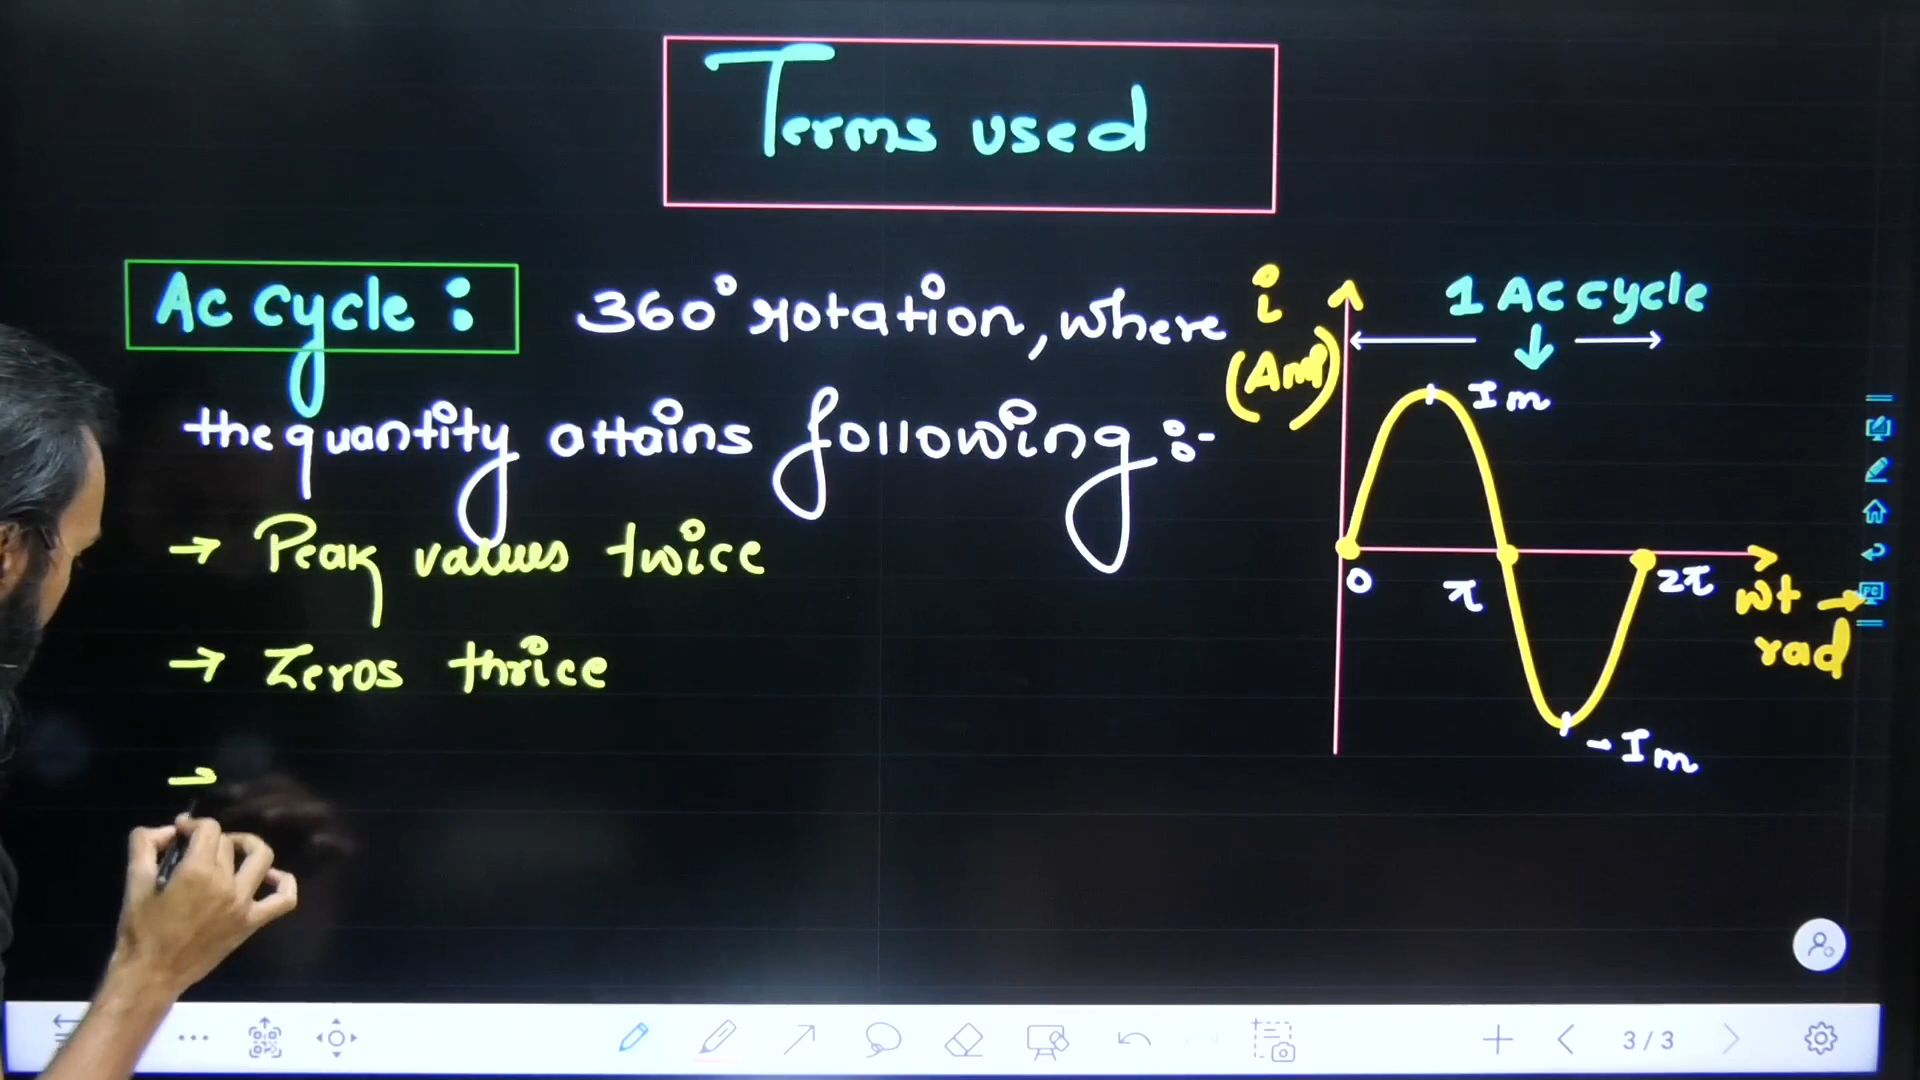 Terms used
Ac cycle :
360° rotation, where
the quantity attains following :-
→ Peak values twice
→ Zeros thrice
→
i
(Amp)
1 Ac cycle
Im
0
π
2π
wt →
rad
-Im
3/3